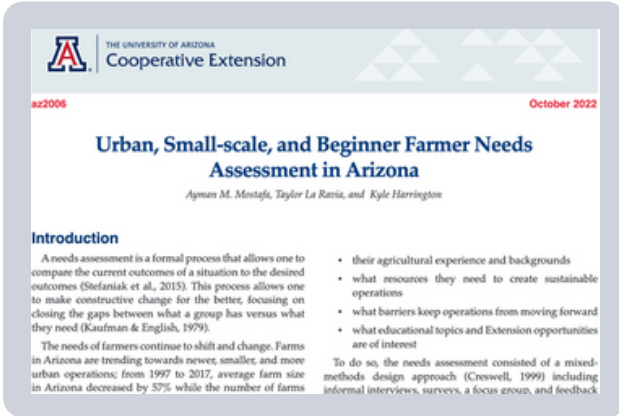 THE UNIVERSITY OF ARIZONA
Cooperative Extension
az2006
October 2022
Urban, Small-scale, and Beginner Farmer Needs
Assessment in Arizona
Ayman M. Mostafa, Taylor La Ravia, and Kyle Harrington
Introduction
A needs assessment is a formal process that allows one to
compare the current outcomes of a situation to the desired
outcomes (Stefaniak et al., 2015). This process allows one
to make constructive change for the better, focusing on
closing the gaps between what a group has versus what
they need (Kaufman & English, 1979).
The needs of farmers continue to shift and change. Farms
in Arizona are trending towards newer, smaller, and more
urban operations; from 1997 to 2017, average farm size
in Arizona decreased by 57% while the number of farms
• their agricultural experience and backgrounds
• what resources they need to create sustainable
operations
• what barriers keep operations from moving forward
• what educational topics and Extension opportunities
are of interest
To do so, the needs assessment consisted of a mixed-
methods design approach (Creswell, 1999) including
informal interviews, surveys, a focus group, and feedback